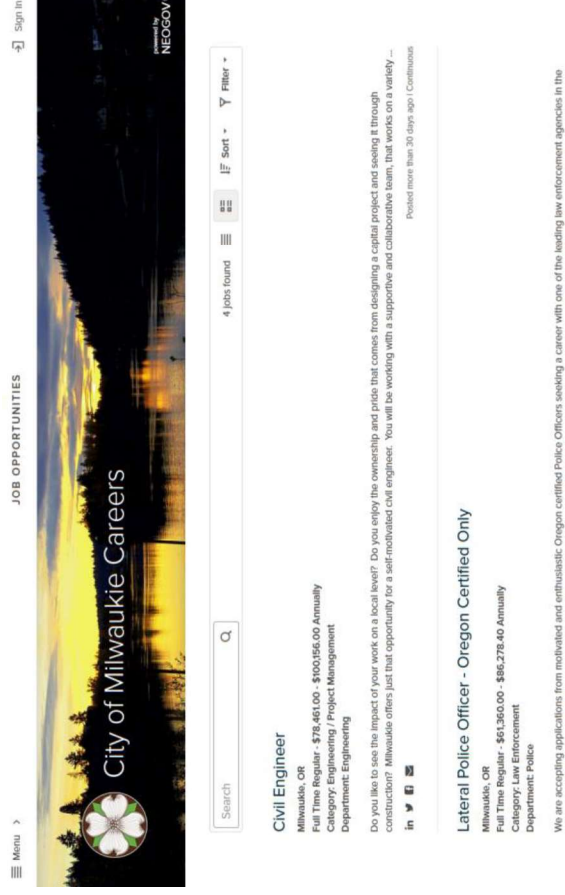 Menu >
JOB OPPORTUNITIES
Sign In
City of Milwaukie Careers
powered by
NEOGOV
Search
4 jobs found
Sort
Filter
Civil Engineer
Milwaukie, OR
Full Time Regular - $78,461.00 - $100,156.00 Annually
Category: Engineering / Project Management
Department: Engineering
Do you like to see the impact of your work on a local level? Do you enjoy the ownership and pride that comes from designing a capital project and seeing it through
construction? Milwaukie offers just that opportunity for a self-motivated civil engineer. You will be working with a supportive and collaborative team, that works on a variety ...
Posted more than 30 days ago | Continuous
Lateral Police Officer - Oregon Certified Only
Milwaukie, OR
Full Time Regular - $61,360.00 - $86,278.40 Annually
Category: Law Enforcement
Department: Police
We are accepting applications from motivated and enthusiastic Oregon certified Police Officers seeking a career with one of the leading law enforcement agencies in the